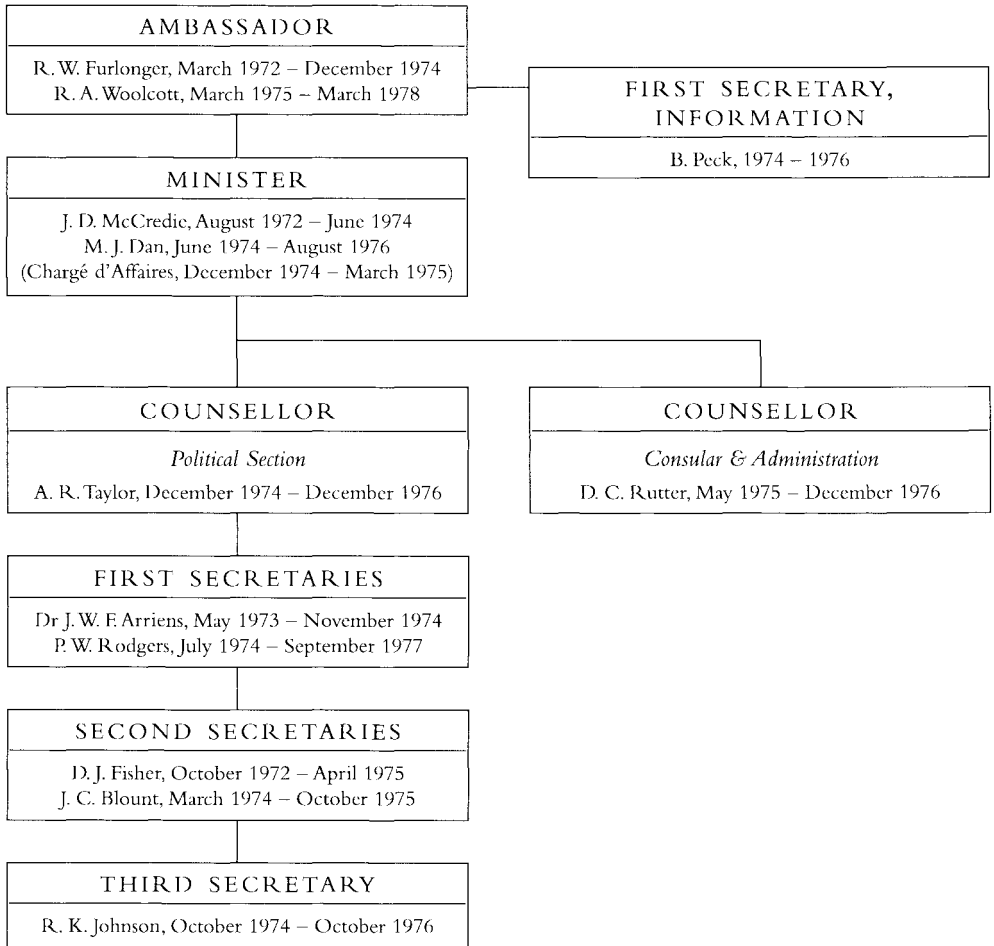 AMBASSADOR
R. W. Furlonger, March 1972 – December 1974
R. A. Woolcott, March 1975 – March 1978
FIRST SECRETARY,
INFORMATION
B. Peck, 1974 – 1976
MINISTER
J. D. McCredie, August 1972 – June 1974
M. J. Dan, June 1974 – August 1976
(Chargé d'Affaires, December 1974 – March 1975)
COUNSELLOR
Political Section
A. R. Taylor, December 1974 – December 1976
COUNSELLOR
Consular & Administration
D. C. Rutter, May 1975 – December 1976
FIRST SECRETARIES
Dr J. W. F. Arriens, May 1973 – November 1974
P. W. Rodgers, July 1974 – September 1977
SECOND SECRETARIES
D. J. Fisher, October 1972 – April 1975
J. C. Blount, March 1974 – October 1975
THIRD SECRETARY
R. K. Johnson, October 1974 – October 1976